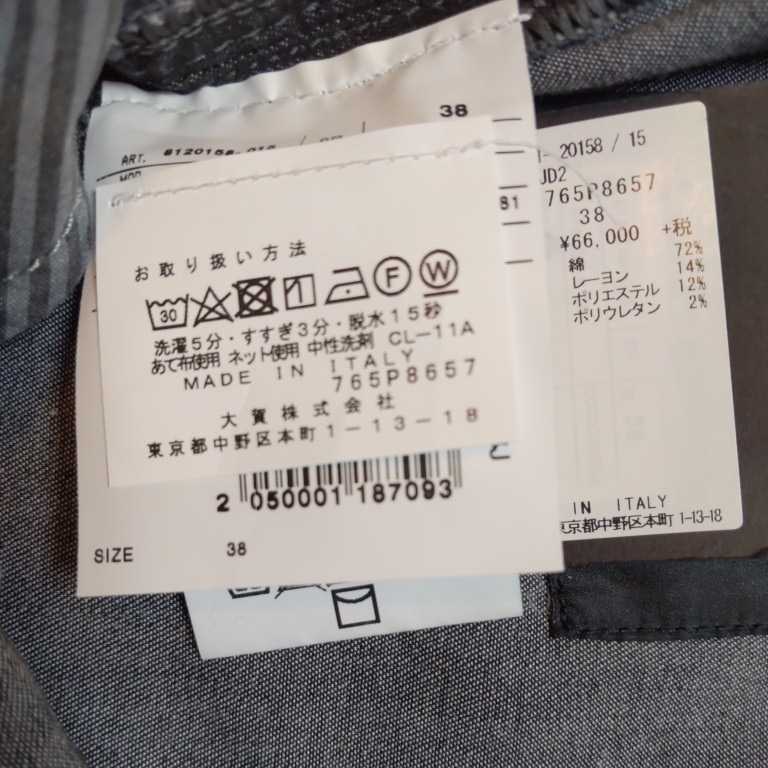 38
ART. 8120158-015
81
お取り扱い方法
30 F W
洗濯5分・すすぎ3分・脱水15秒
あて布使用 ネット使用 中性洗剤 CL-11A
MADE IN ITALY
765P8657
大賀株式会社
東京都中野区本町1-13-18
2 050001 187093
SIZE 38
20158 / 15
JD2
765P8657
38
¥66,000 +税
綿 72%
レーヨン 14%
ポリエステル 12%
ポリウレタン 2%
IN ITALY
東京都中野区本町 1-13-18